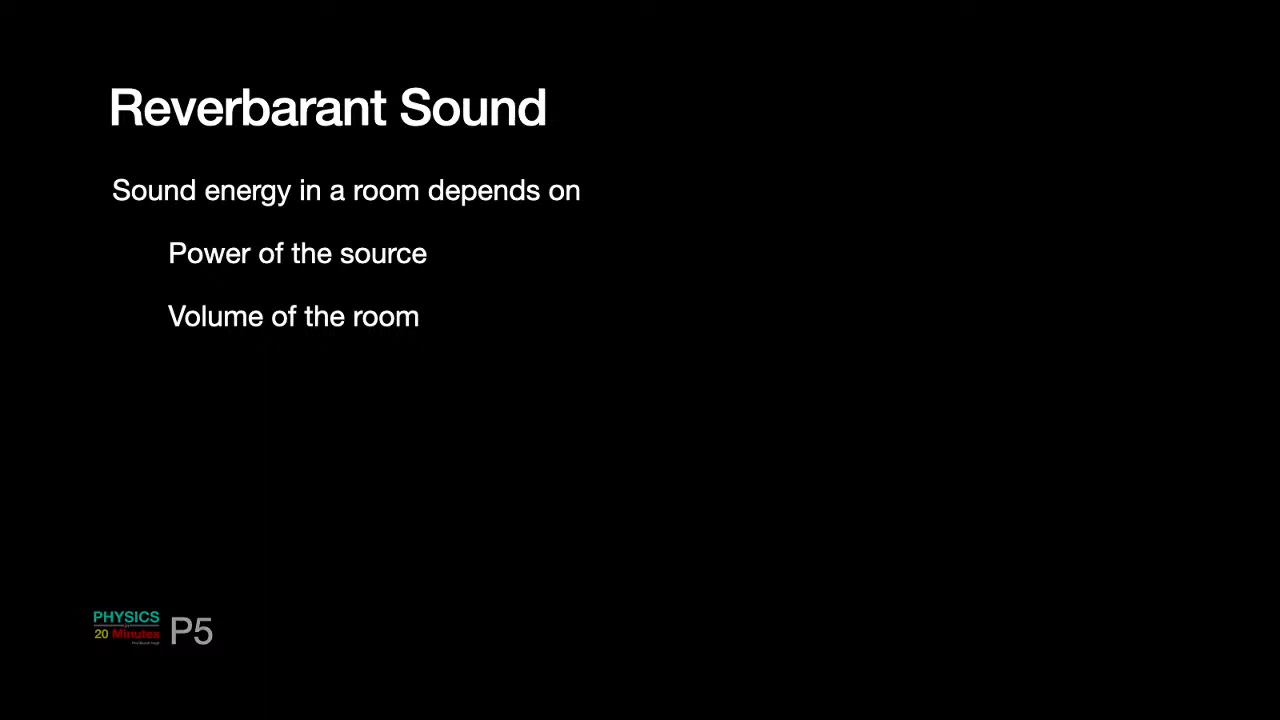 Reverbarant Sound
Sound energy in a room depends on
Power of the source
Volume of the room
PHYSICS
20 Minutes
P5